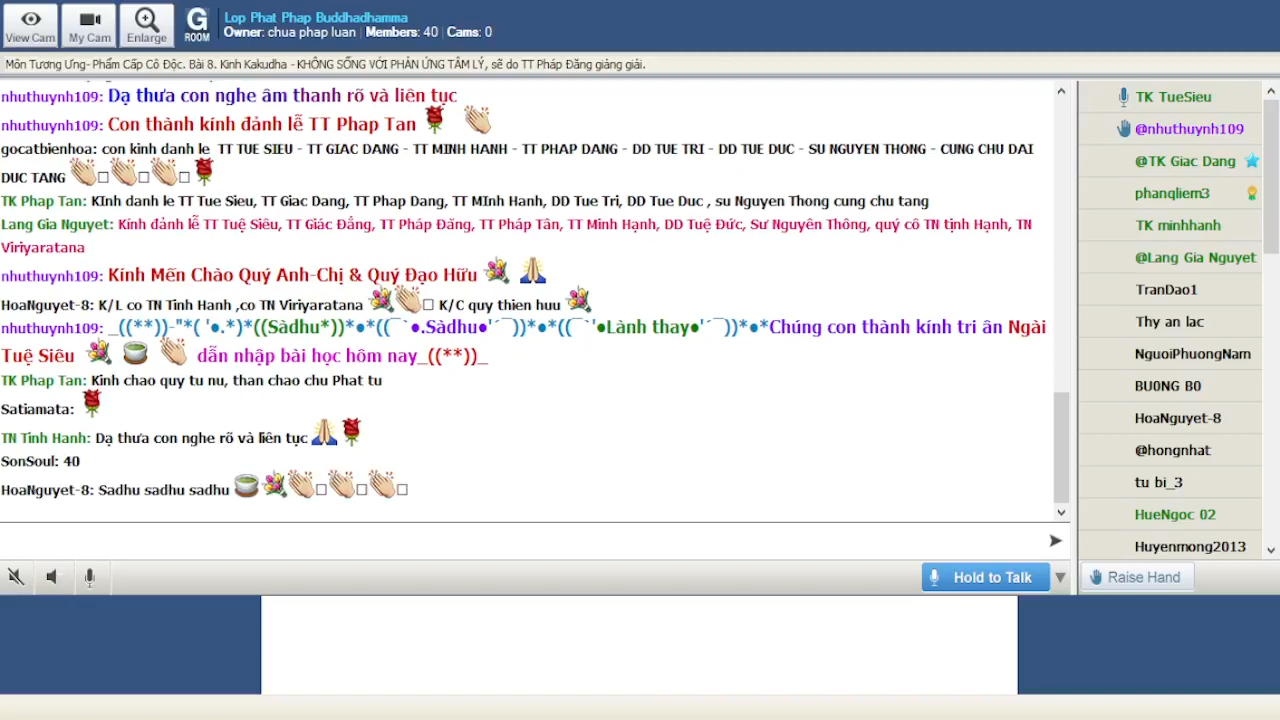 View Cam
My Cam
Enlarge
G
ROOM
Lop Phat Phap Buddhadhamma
Owner: chua phap luan | Members: 40 | Cams: 0
Môn Tương Ưng- Phẩm Cấp Cô Độc. Bài 8. Kinh Kakudha - KHÔNG SỐNG VỚI PHẢN ỨNG TÂM LÝ, sẽ do TT Pháp Đăng giảng giải.
nhuthuynh109: Dạ thưa con nghe âm thanh rõ và liên tục
nhuthuynh109: Con thành kính đảnh lễ TT Phap Tan
gocatbienhoa: con kinh danh le TT TUE SIEU - TT GIAC DANG - TT MINH HANH - TT PHAP DANG - DD TUE TRI - DD TUE DUC - SU NGUYEN THONG - CUNG CHU DAI
DUC TANG
TK Phap Tan: KInh danh le TT Tue Sieu, TT Giac Dang, TT Phap Dang, TT MInh Hanh, DD Tue Tri, DD Tue Duc , su Nguyen Thong cung chu tang
Lang Gia Nguyet: Kính đảnh lễ TT Tuệ Siêu, TT Giác Đẳng, TT Pháp Đăng, TT Pháp Tân, TT Minh Hạnh, DD Tuệ Đức, Sư Nguyên Thông, quý cô TN tịnh Hạnh, TN
Viriyaratana
nhuthuynh109: Kính Mến Chào Quý Anh-Chị & Quý Đạo Hữu
HoaNguyet-8: K/L co TN Tinh Hanh ,co TN Viriyaratana K/C quy thien huu
nhuthuynh109: _((**))-"*( '●.*)*((Sàdhu*))*●*((¯`●.Sàdhu●'´¯))*●*((¯`'●Lành thay●'´¯))*●*Chúng con thành kính tri ân Ngài
Tuệ Siêu dẫn nhập bài học hôm nay_((**))_
TK Phap Tan: Kinh chao quy tu nu, than chao chu Phat tu
Satiamata:
TN Tinh Hanh: Dạ thưa con nghe rõ và liên tục
SonSoul: 40
HoaNguyet-8: Sadhu sadhu sadhu
Hold to Talk
TK TueSieu
@nhuthuynh109
@TK Giac Dang
phanqliem3
TK minhhanh
@Lang Gia Nguyet
TranDao1
Thy an lac
NguoiPhuongNam
BU0NG B0
HoaNguyet-8
@hongnhat
tu bi_3
HueNgoc 02
Huyenmong2013
Raise Hand